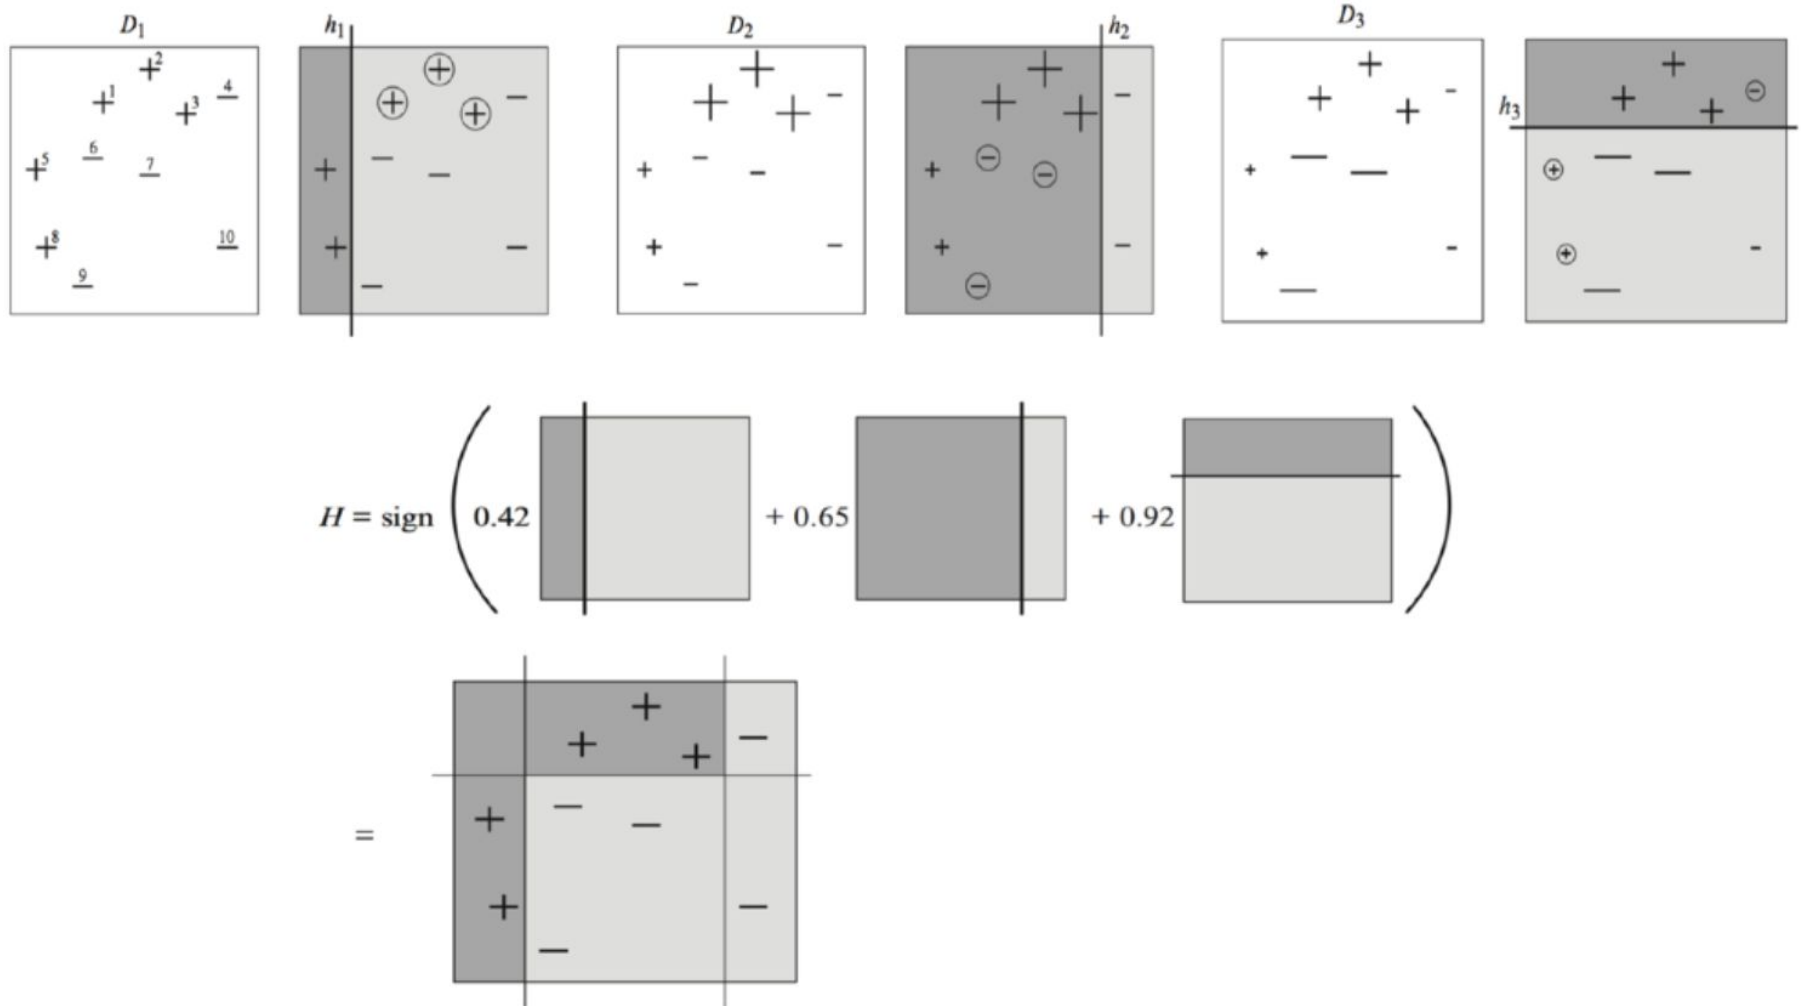 D₁ h₁ D₂ h₂ D₃
+² 4 −
+¹ +³
h₃
+⁵ 6 − 7 −
+⁸ 10 −
9 −
H = sign ( 0.42 + 0.65 + 0.92 )
=